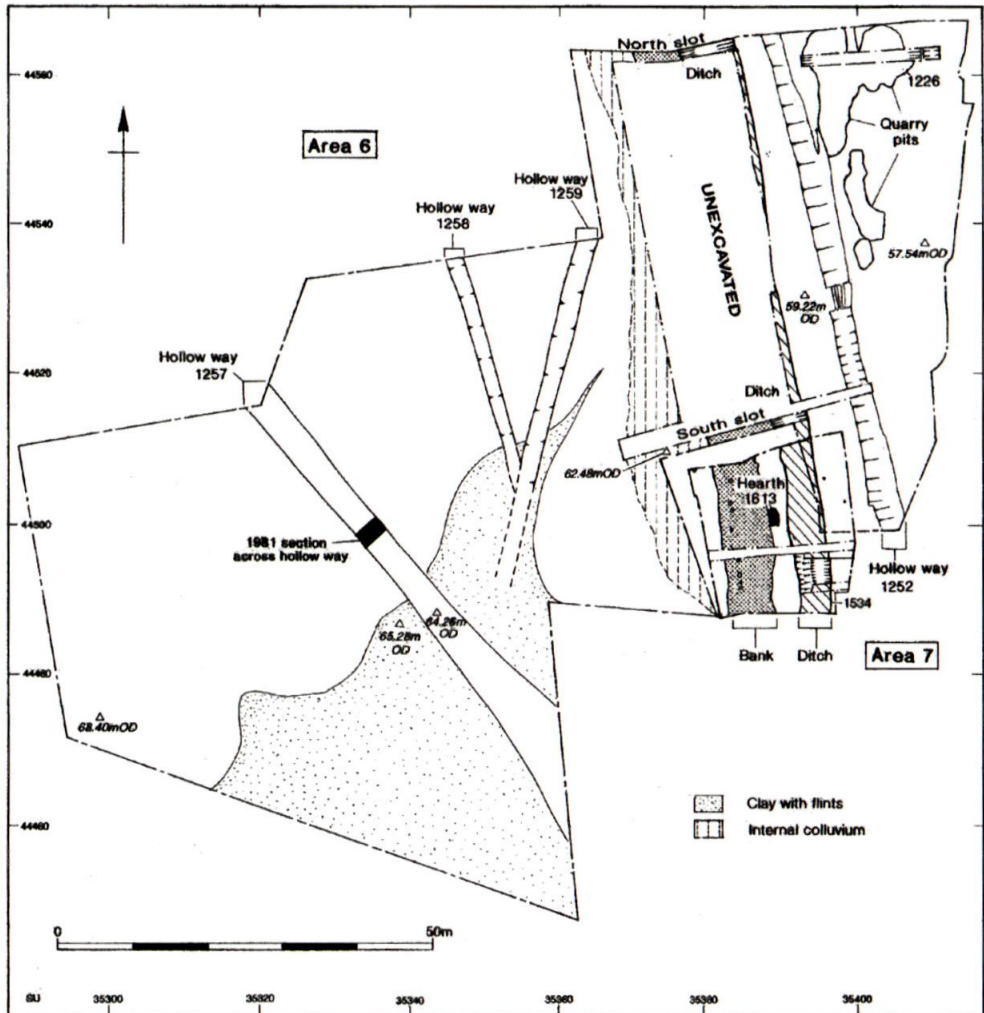 North slot
Ditch
1226
44560
Area 6
Quarry
pits
Hollow way
1259
Hollow way
1258
44540
57.54mOD
UNEXCAVATED
59.22m
OD
Hollow way
1257
44520
Ditch
South slot
62.48mOD
Hearth
1613
44500
1981 section
across hollow way
Hollow way
1252
1534
64.26m
OD
65.28m
OD
Bank
Ditch
Area 7
44480
68.40mOD
Clay with flints
Internal colluvium
44460
0
50m
SU
35300
35320
35340
35360
35380
35400